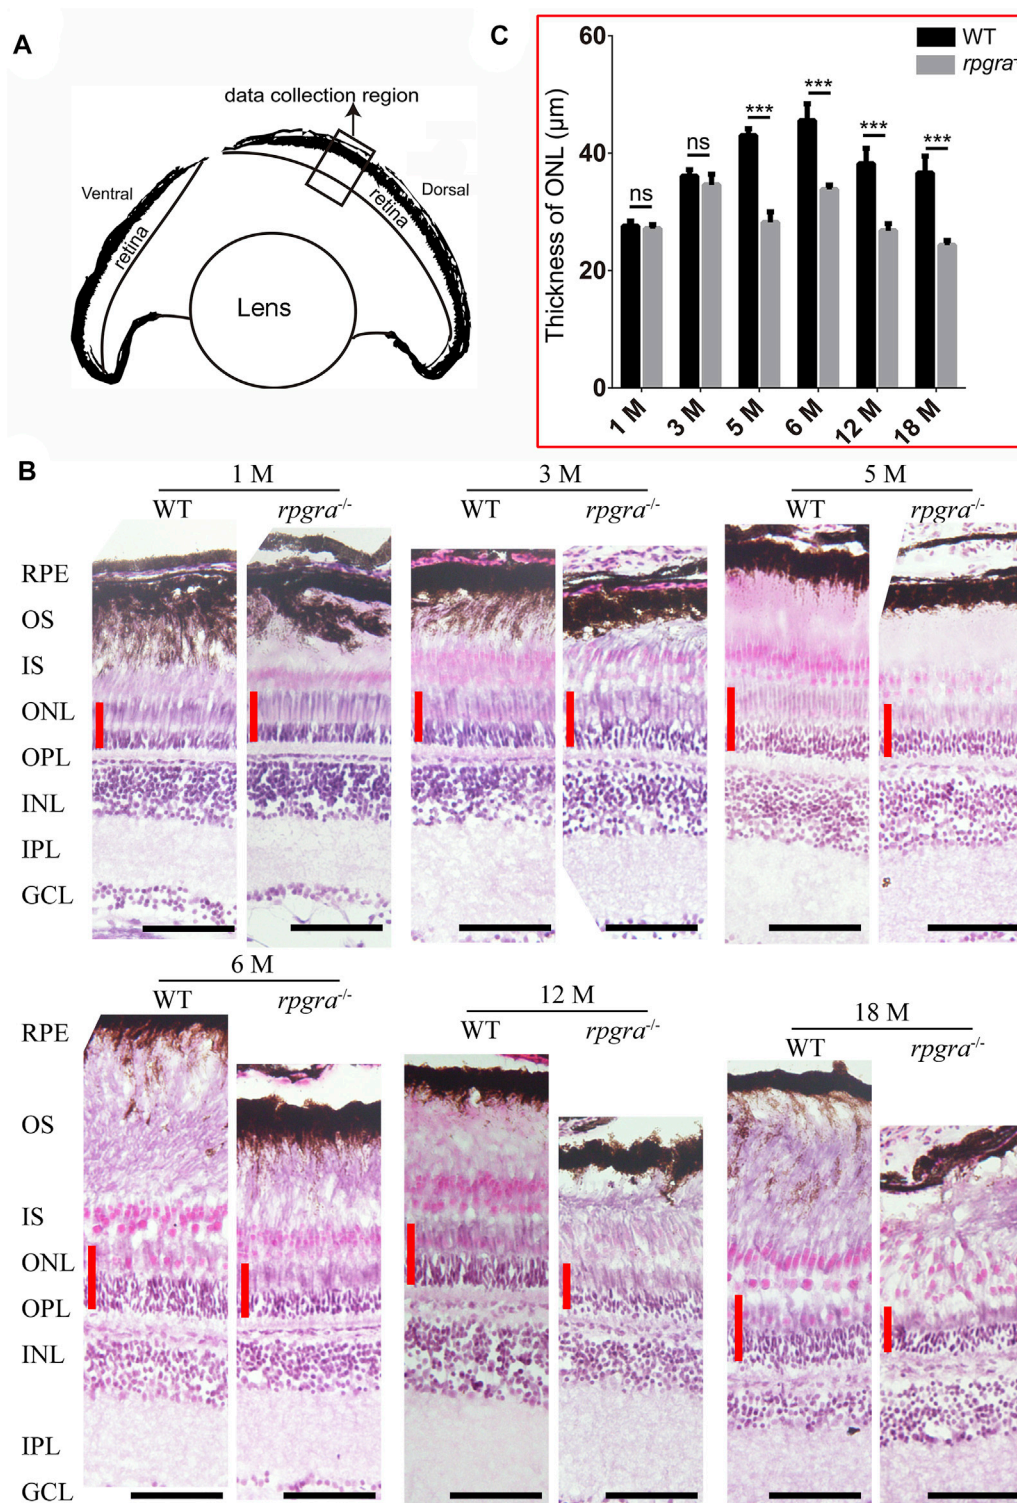 A
data collection region
Ventral
Dorsal
retina
retina
Lens
C
Thickness of ONL (μm)
60
40
20
0
WT
rpgra⁻
ns
ns
***
***
***
***
1 M
3 M
5 M
6 M
12 M
18 M
B
1 M
3 M
5 M
WT
rpgra⁻/⁻
WT
rpgra⁻/⁻
WT
rpgra⁻/⁻
RPE
OS
IS
ONL
OPL
INL
IPL
GCL
6 M
12 M
18 M
WT
rpgra⁻/⁻
WT
rpgra⁻/⁻
WT
rpgra⁻/⁻
RPE
OS
IS
ONL
OPL
INL
IPL
GCL